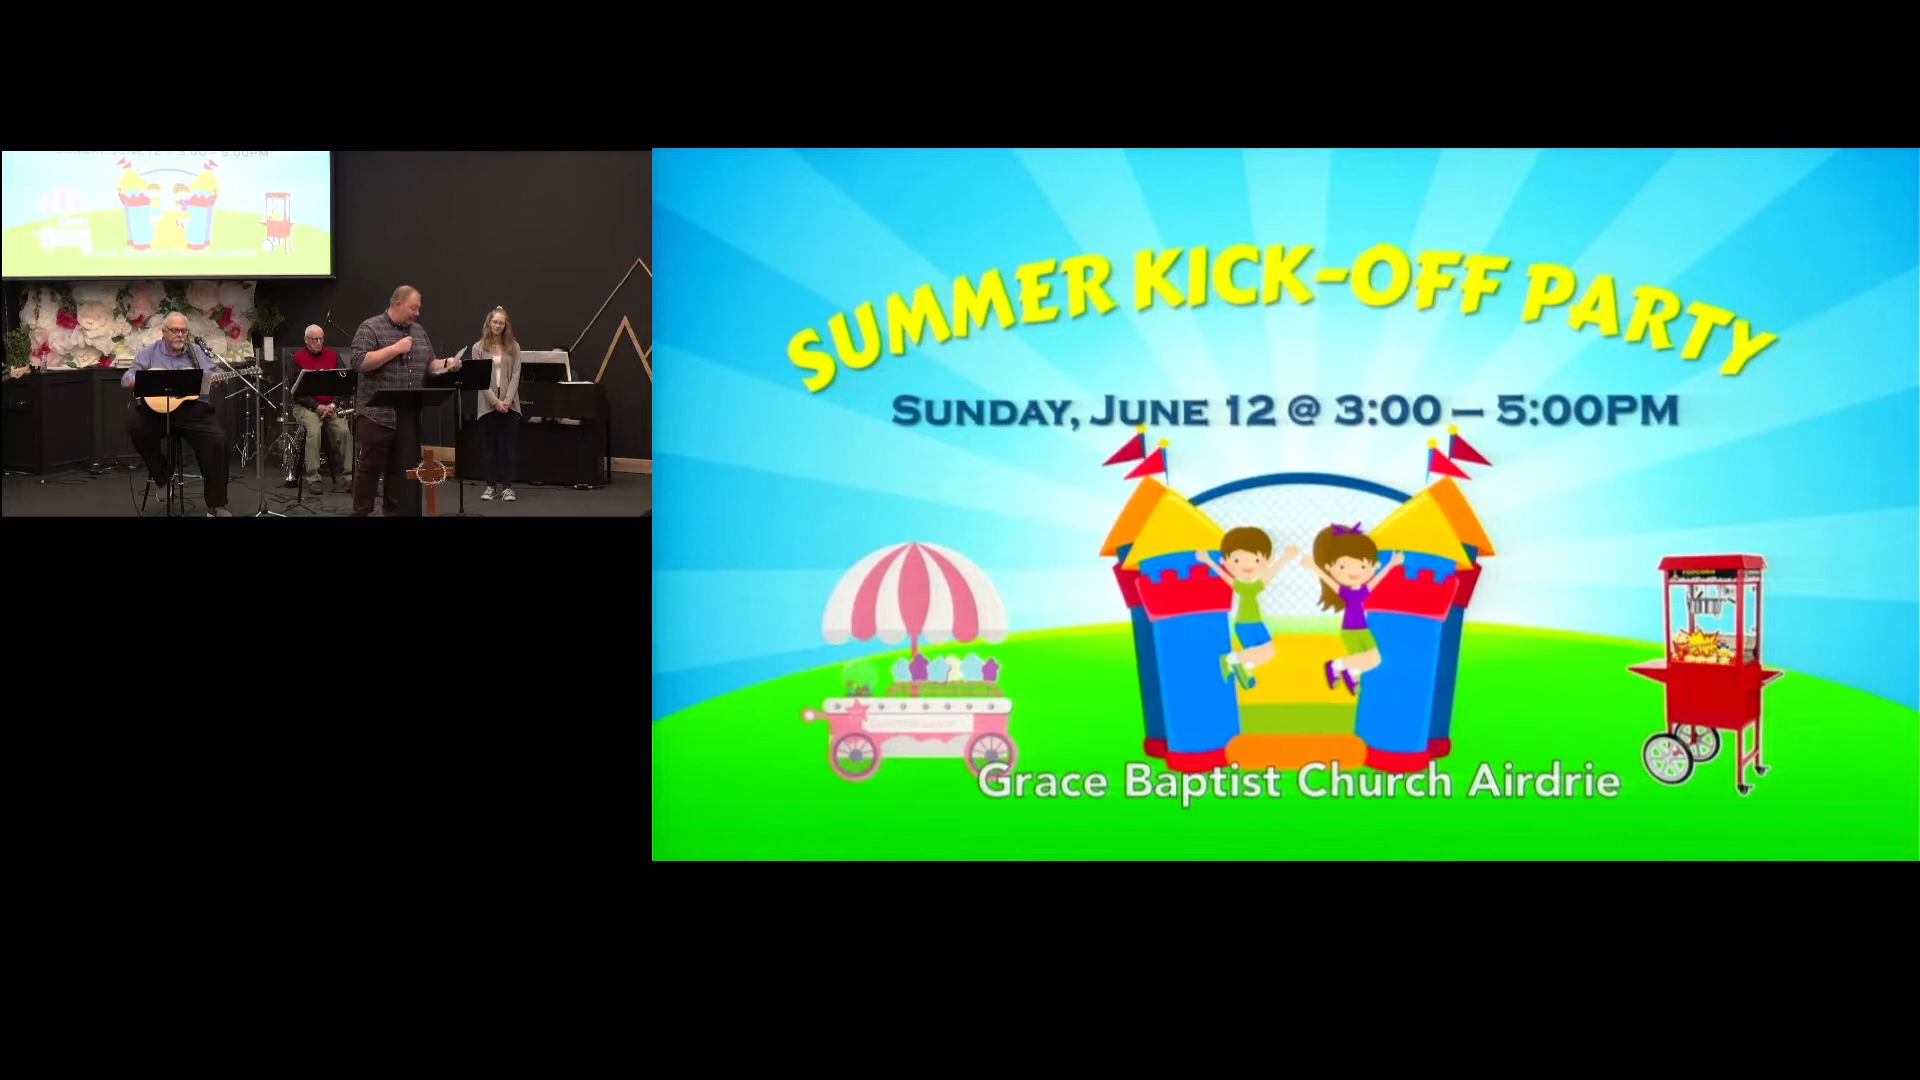 SUMMER KICK-OFF PARTY
SUNDAY, JUNE 12 @ 3:00 – 5:00PM
Grace Baptist Church Airdrie